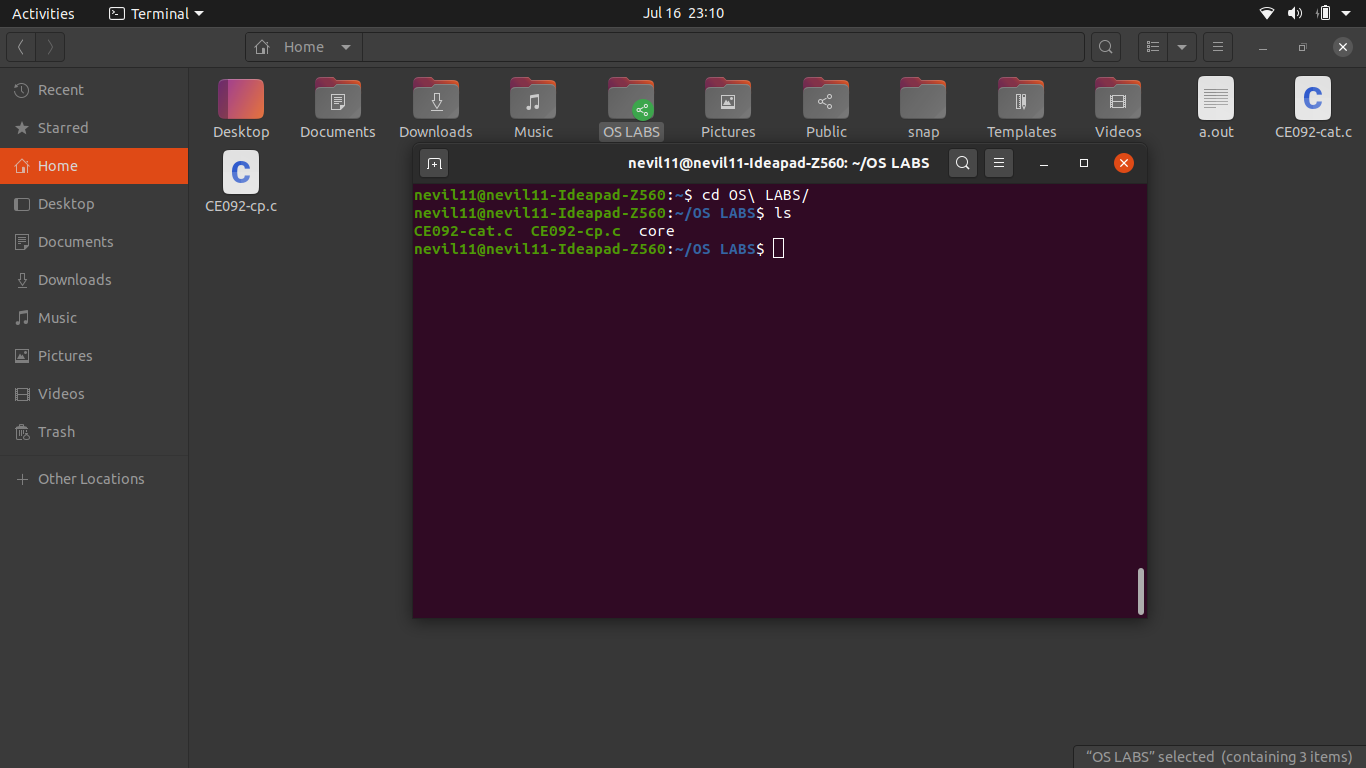 Activities Terminal Jul 16 23:10
Home
Recent
Starred
Home
Desktop
Documents
Downloads
Music
Pictures
Videos
Trash
Other Locations
Desktop Documents Downloads Music OS LABS Pictures Public snap Templates Videos a.out CE092-cat.c
CE092-cp.c
nevil11@nevil11-Ideapad-Z560: ~/OS LABS
nevil11@nevil11-Ideapad-Z560:~$ cd OS\ LABS/
nevil11@nevil11-Ideapad-Z560:~/OS LABS$ ls
CE092-cat.c  CE092-cp.c  core
nevil11@nevil11-Ideapad-Z560:~/OS LABS$
“OS LABS” selected (containing 3 items)